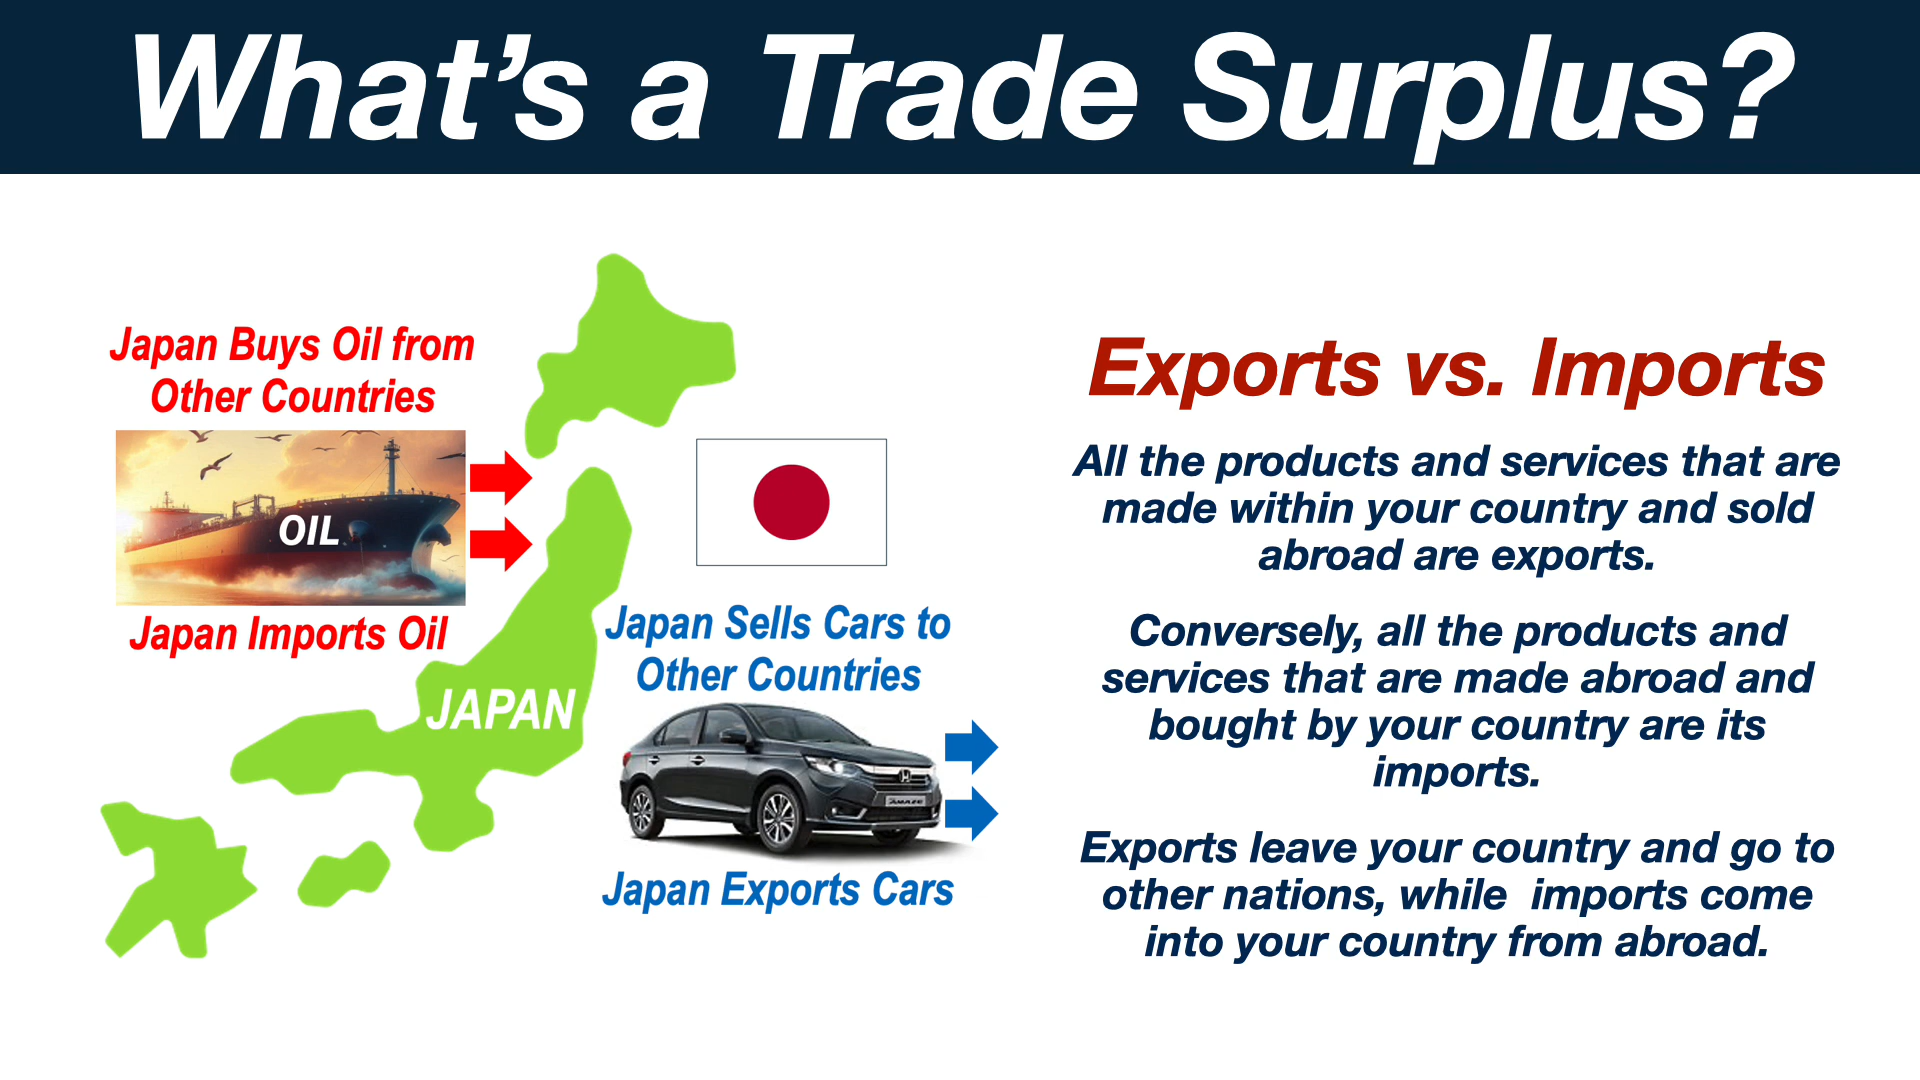 What's a Trade Surplus?
Japan Buys Oil from
Other Countries
OIL
Japan Imports Oil
JAPAN
Japan Sells Cars to
Other Countries
AMAZE
Japan Exports Cars
Exports vs. Imports
All the products and services that are
made within your country and sold
abroad are exports.
Conversely, all the products and
services that are made abroad and
bought by your country are its
imports.
Exports leave your country and go to
other nations, while  imports come
into your country from abroad.